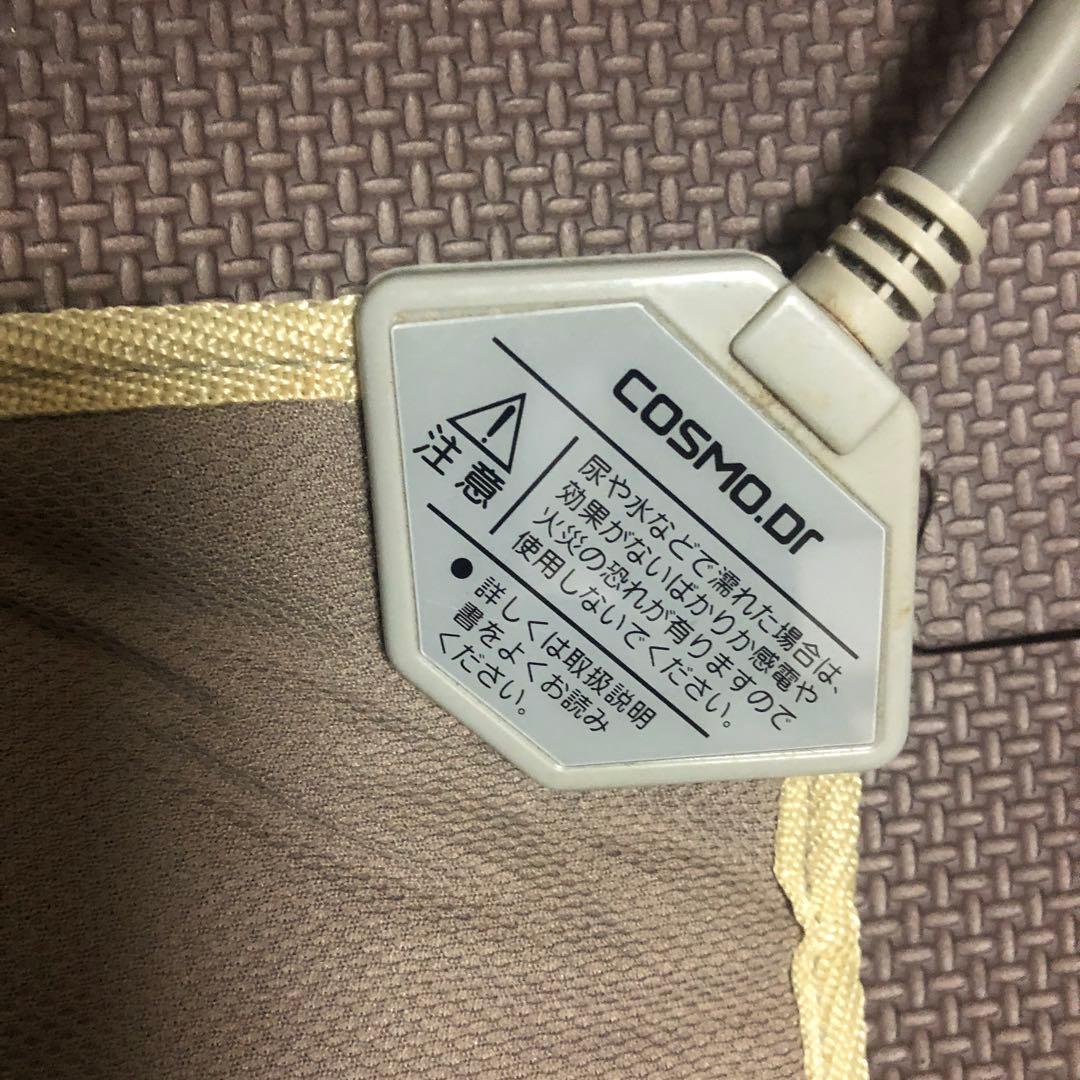 COSMO.Dr
注意
尿や水などで濡れた場合は、
効果がないばかりか感電や
火災の恐れが有りますので
使用しないでください。
● 詳しくは取扱説明
書をよくお読み
ください。